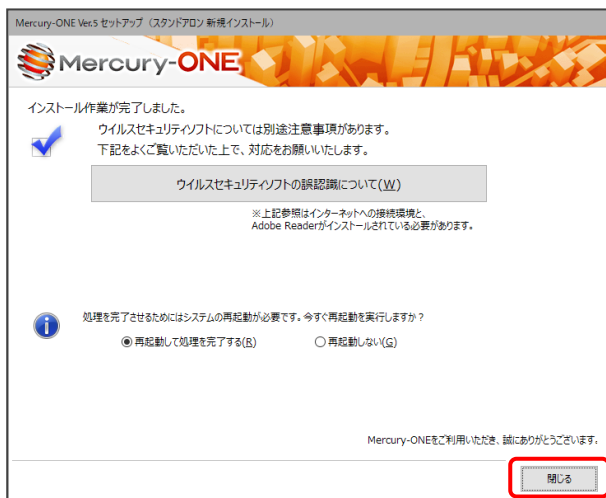 Mercury-ONE Ver.5 セットアップ（スタンドアロン 新規インストール）
Mercury-ONE
インストール作業が完了しました。
ウイルスセキュリティソフトについては別途注意事項があります。
下記をよくご覧いただいた上で、対応をお願いいたします。
ウイルスセキュリティソフトの誤認識について(W)
※上記参照はインターネットへの接続環境と、
Adobe Readerがインストールされている必要があります。
処理を完了させるためにはシステムの再起動が必要です。今すぐ再起動を実行しますか？
再起動して処理を完了する(R) 再起動しない(G)
Mercury-ONEをご利用いただき、誠にありがとうございます。
閉じる